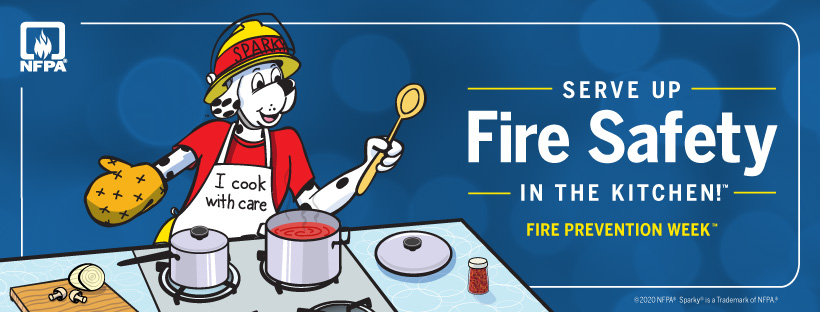 NFPA®
SPARKY
I cook
with care
SERVE UP
Fire Safety
IN THE KITCHEN!™
FIRE PREVENTION WEEK™
©2020 NFPA® Sparky® is a Trademark of NFPA.®